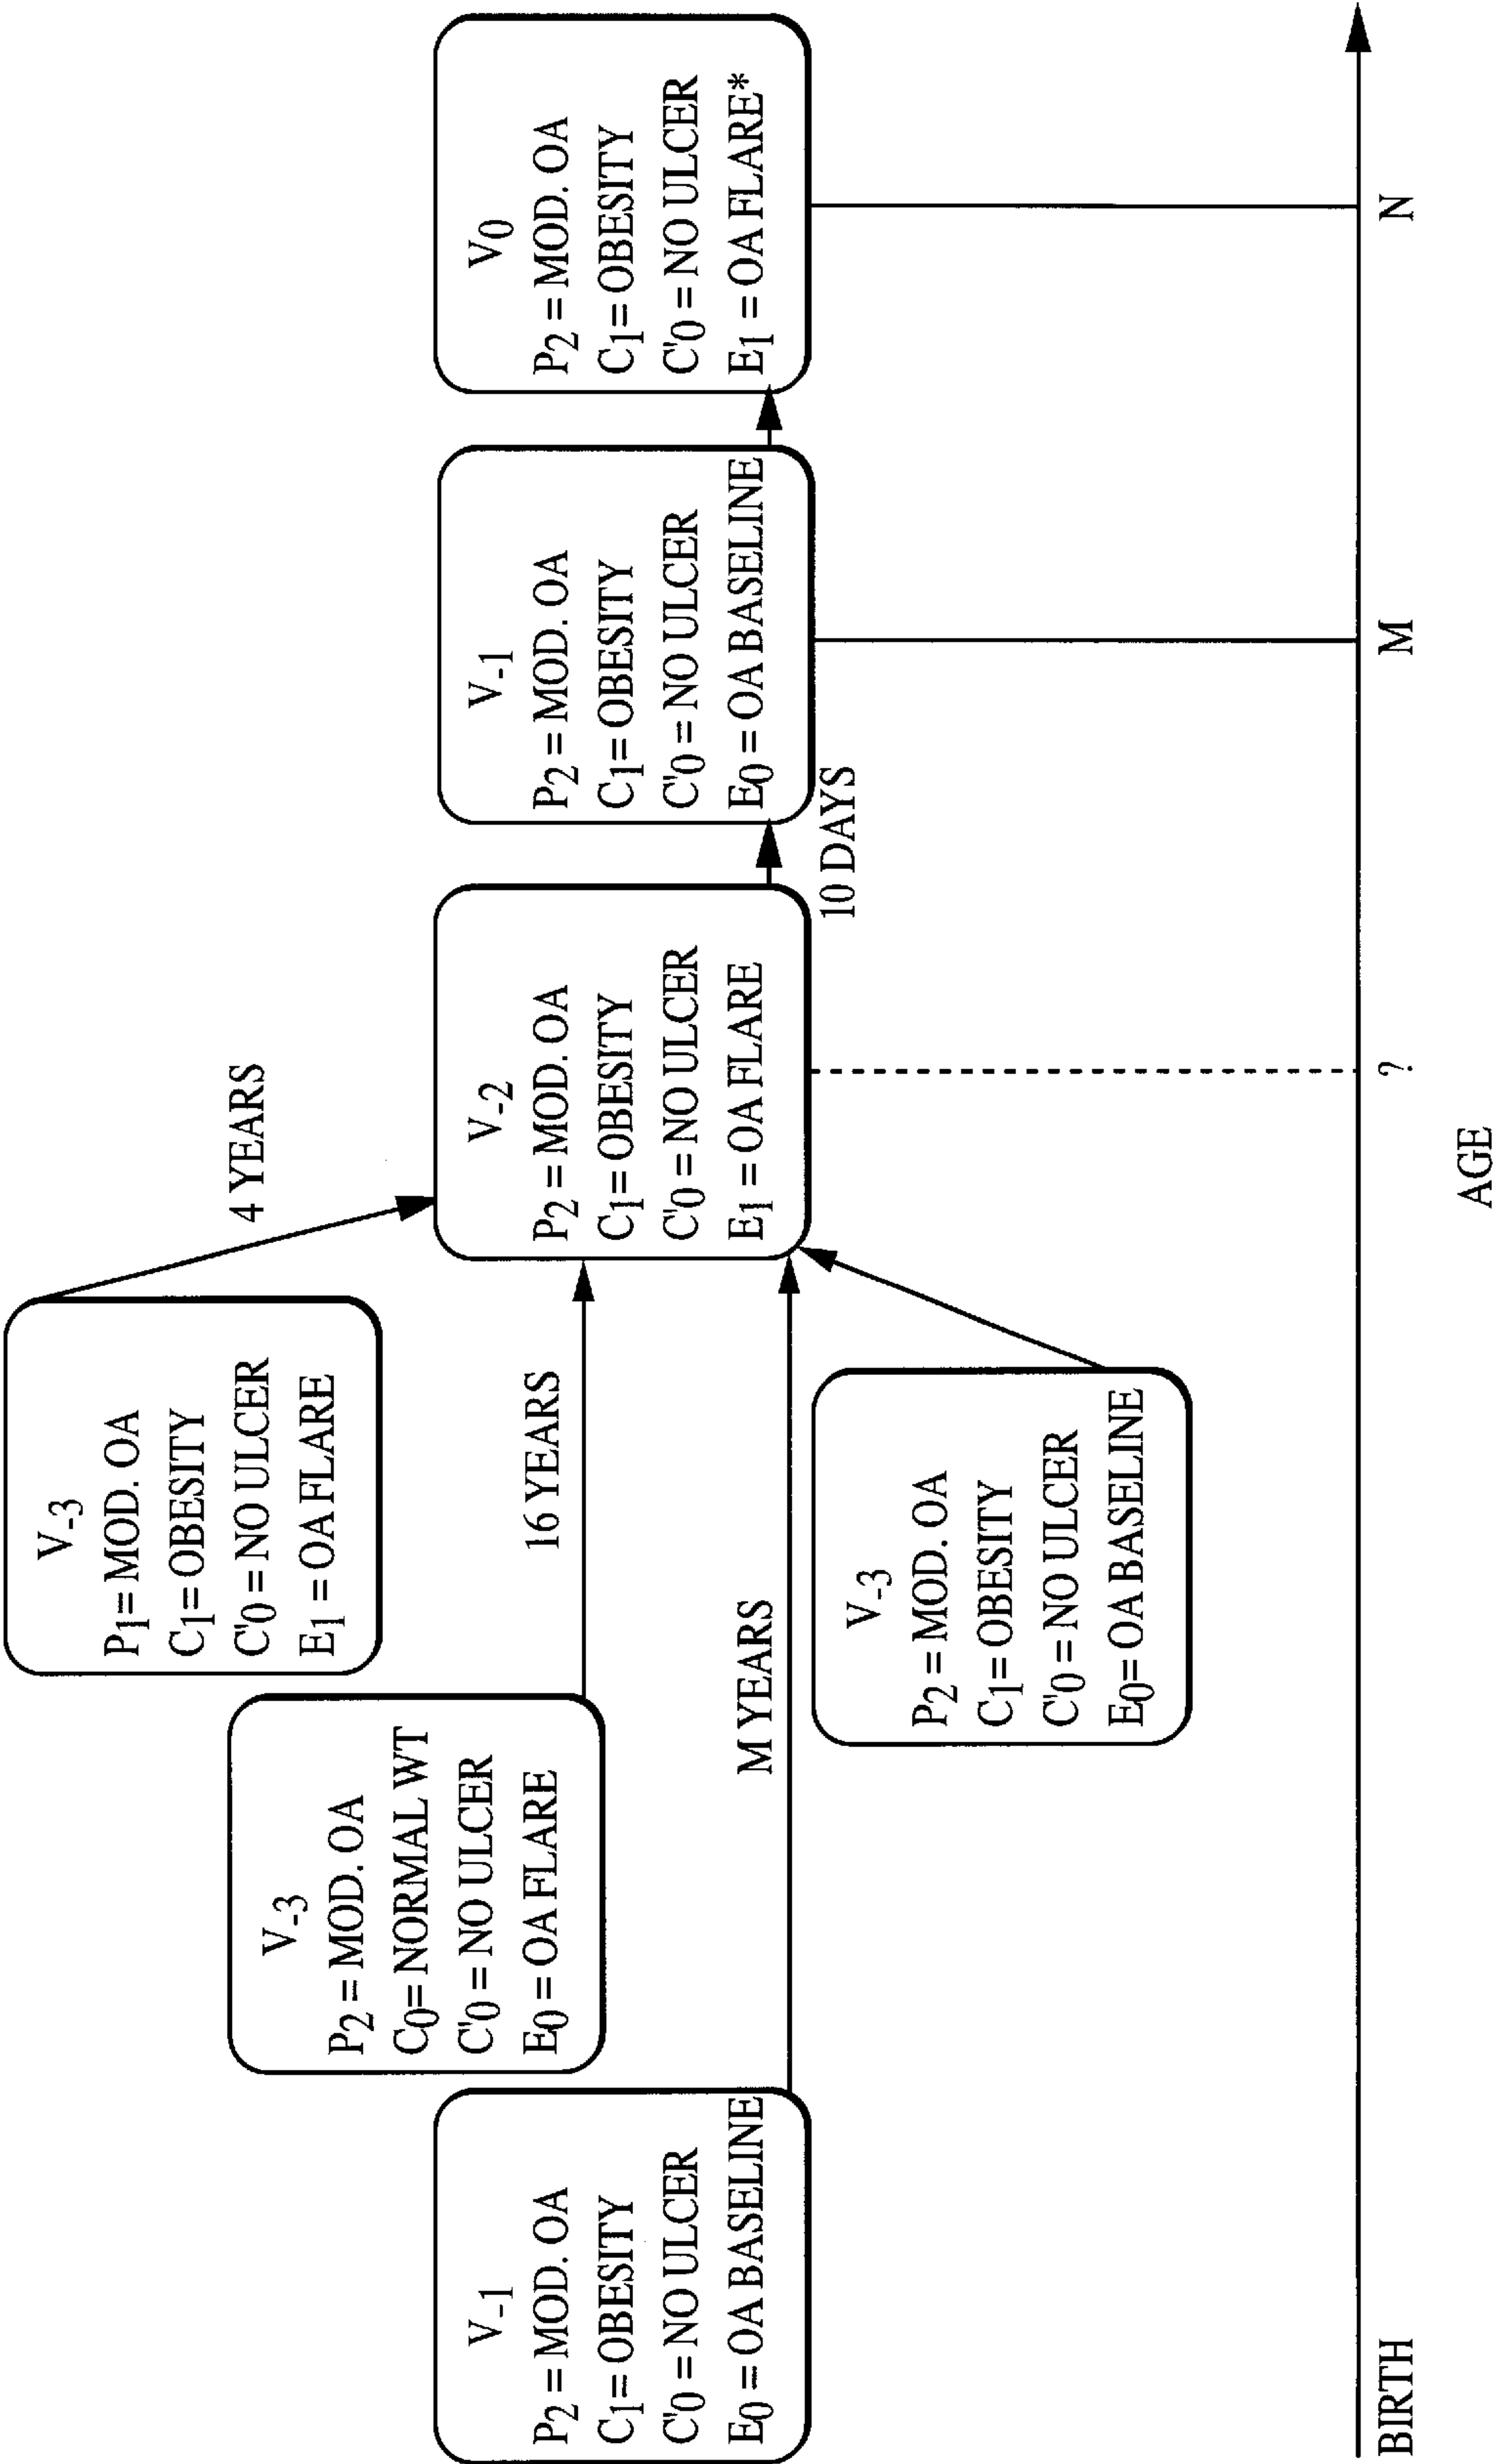 V-3
P1= MOD. OA
C1= OBESITY
C'0 = NO ULCER
E1 = OA FLARE
4 YEARS
V-3
P2 = MOD. OA
C0= NORMAL WT
C'0 = NO ULCER
E0 = OA FLARE
16 YEARS
V-1
P2 = MOD. OA
C1= OBESITY
C'0 = NO ULCER
E0 = OA BASELINE
M YEARS
V-2
P2 = MOD. OA
C1= OBESITY
C'0 = NO ULCER
E1 = OA FLARE
10 DAYS
V-1
P2 = MOD. OA
C1= OBESITY
C'0 = NO ULCER
E0 = OA BASELINE
V0
P2 = MOD. OA
C1= OBESITY
C'0 = NO ULCER
E1 = OA FLARE*
V-3
P2 = MOD. OA
C1= OBESITY
C'0 = NO ULCER
E0= OA BASELINE
BIRTH
?
M
N
AGE